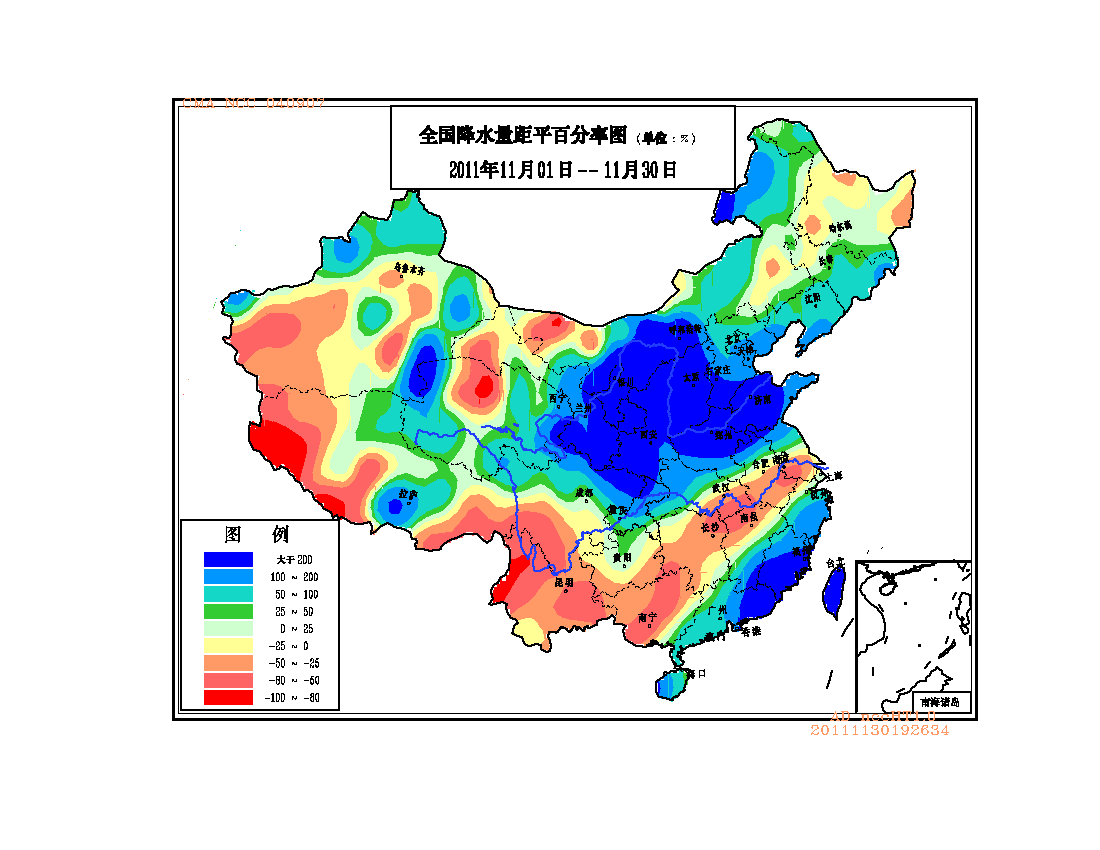 CMA NCC 040902
全国降水量距平百分率图 (单位:%)
2011年11月01日 -- 11月30日
哈尔滨
长春
乌鲁木齐
沈阳
呼和浩特
北京
天津
石家庄
太原
银川
济南
西宁
兰州
西安
郑州
合肥
南京
上海
拉萨
成都
武汉
杭州
重庆
长沙
南昌
贵阳
福州
台北
昆明
南宁
广州
澳门
香港
海口
图 例
大于 200
100 ~ 200
50 ~ 100
25 ~ 50
0 ~ 25
-25 ~ 0
-50 ~ -25
-80 ~ -50
-100 ~ -80
南海诸岛
20111130192634